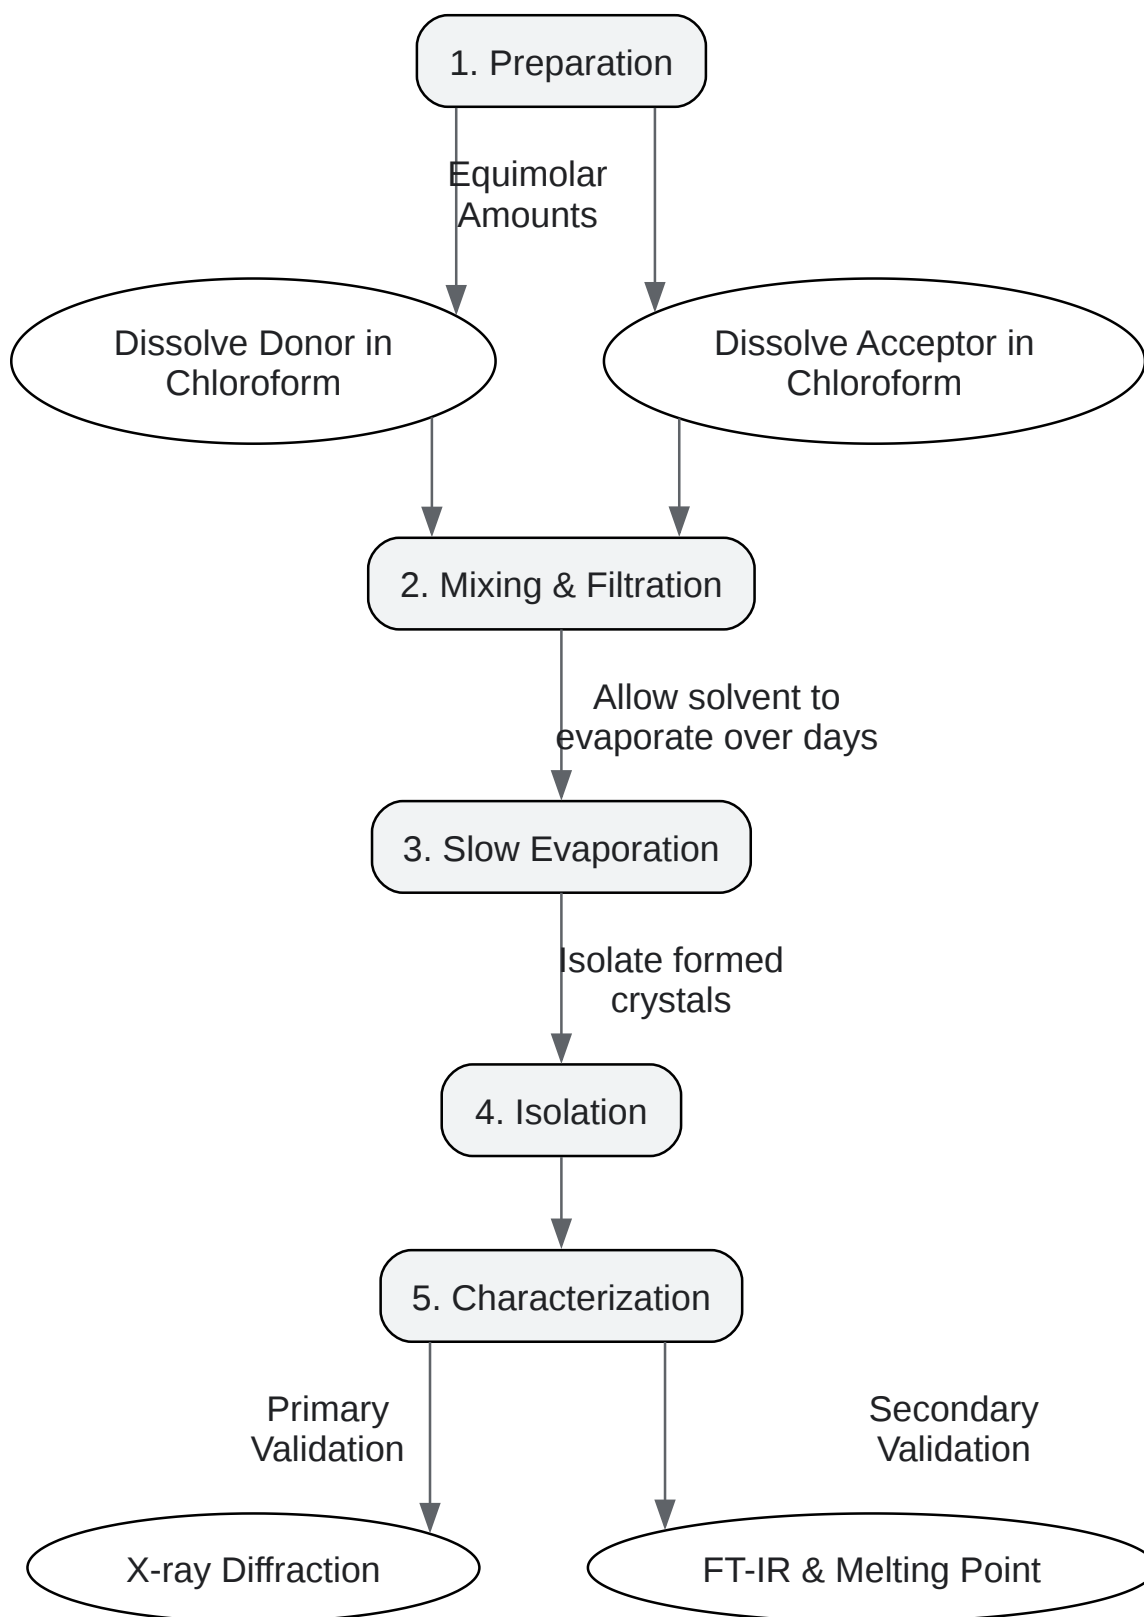 1. Preparation
Equimolar
Amounts
Dissolve Donor in
Chloroform
Dissolve Acceptor in
Chloroform
2. Mixing & Filtration
Allow solvent to
evaporate over days
3. Slow Evaporation
Isolate formed
crystals
4. Isolation
5. Characterization
Primary
Validation
Secondary
Validation
X-ray Diffraction
FT-IR & Melting Point